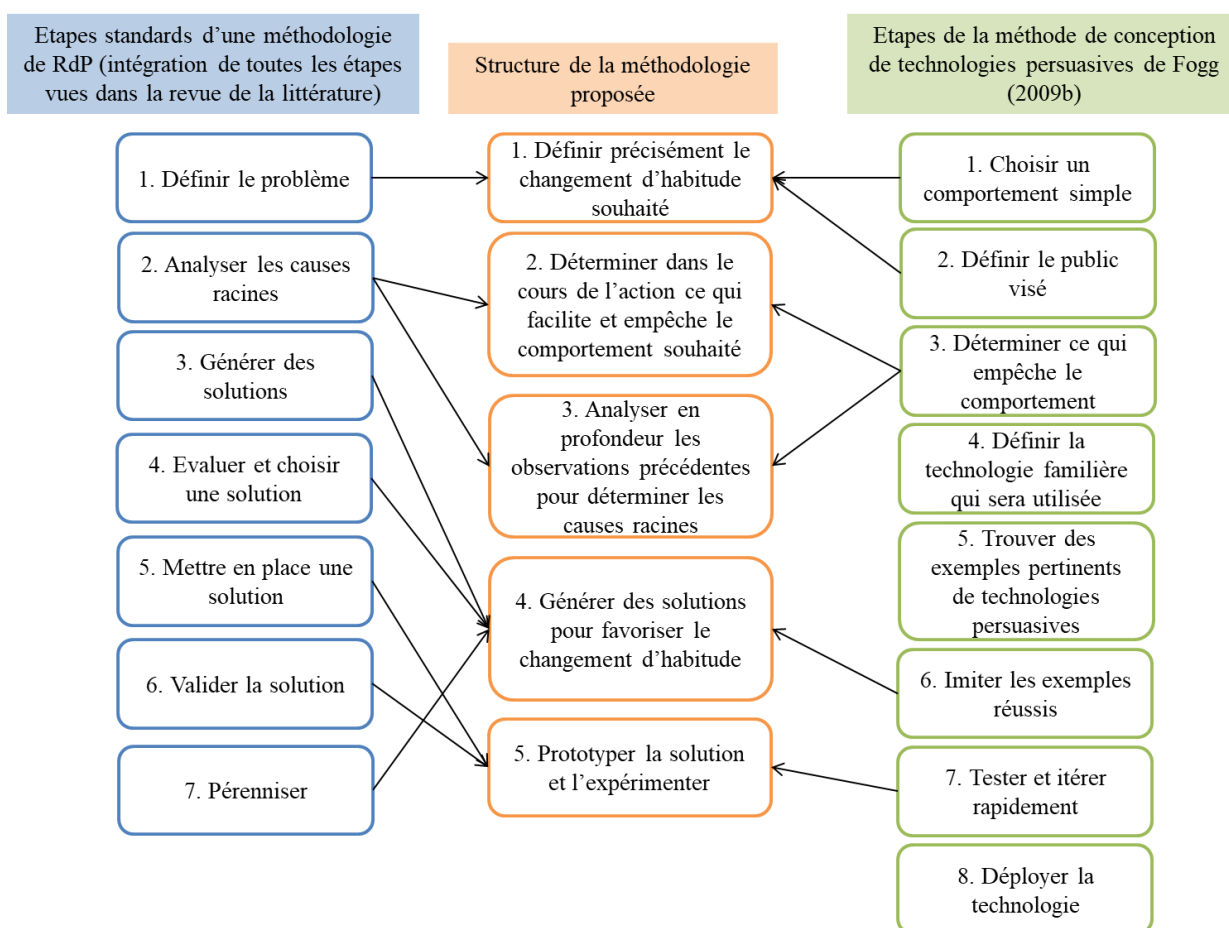 Etapes standards d’une méthodologie
de RdP (intégration de toutes les étapes
vues dans la revue de la littérature)
Structure de la méthodologie
proposée
Etapes de la méthode de conception
de technologies persuasives de Fogg
(2009b)
1. Définir le problème
2. Analyser les causes
racines
3. Générer des
solutions
4. Evaluer et choisir
une solution
5. Mettre en place une
solution
6. Valider la solution
7. Pérenniser
1. Définir précisément le
changement d’habitude
souhaité
2. Déterminer dans le
cours de l’action ce qui
facilite et empêche le
comportement souhaité
3. Analyser en
profondeur les
observations précédentes
pour déterminer les
causes racines
4. Générer des solutions
pour favoriser le
changement d’habitude
5. Prototyper la solution
et l’expérimenter
1. Choisir un
comportement simple
2. Définir le public
visé
3. Déterminer ce qui
empêche le
comportement
4. Définir la
technologie familière
qui sera utilisée
5. Trouver des
exemples pertinents
de technologies
persuasives
6. Imiter les exemples
réussis
7. Tester et itérer
rapidement
8. Déployer la
technologie